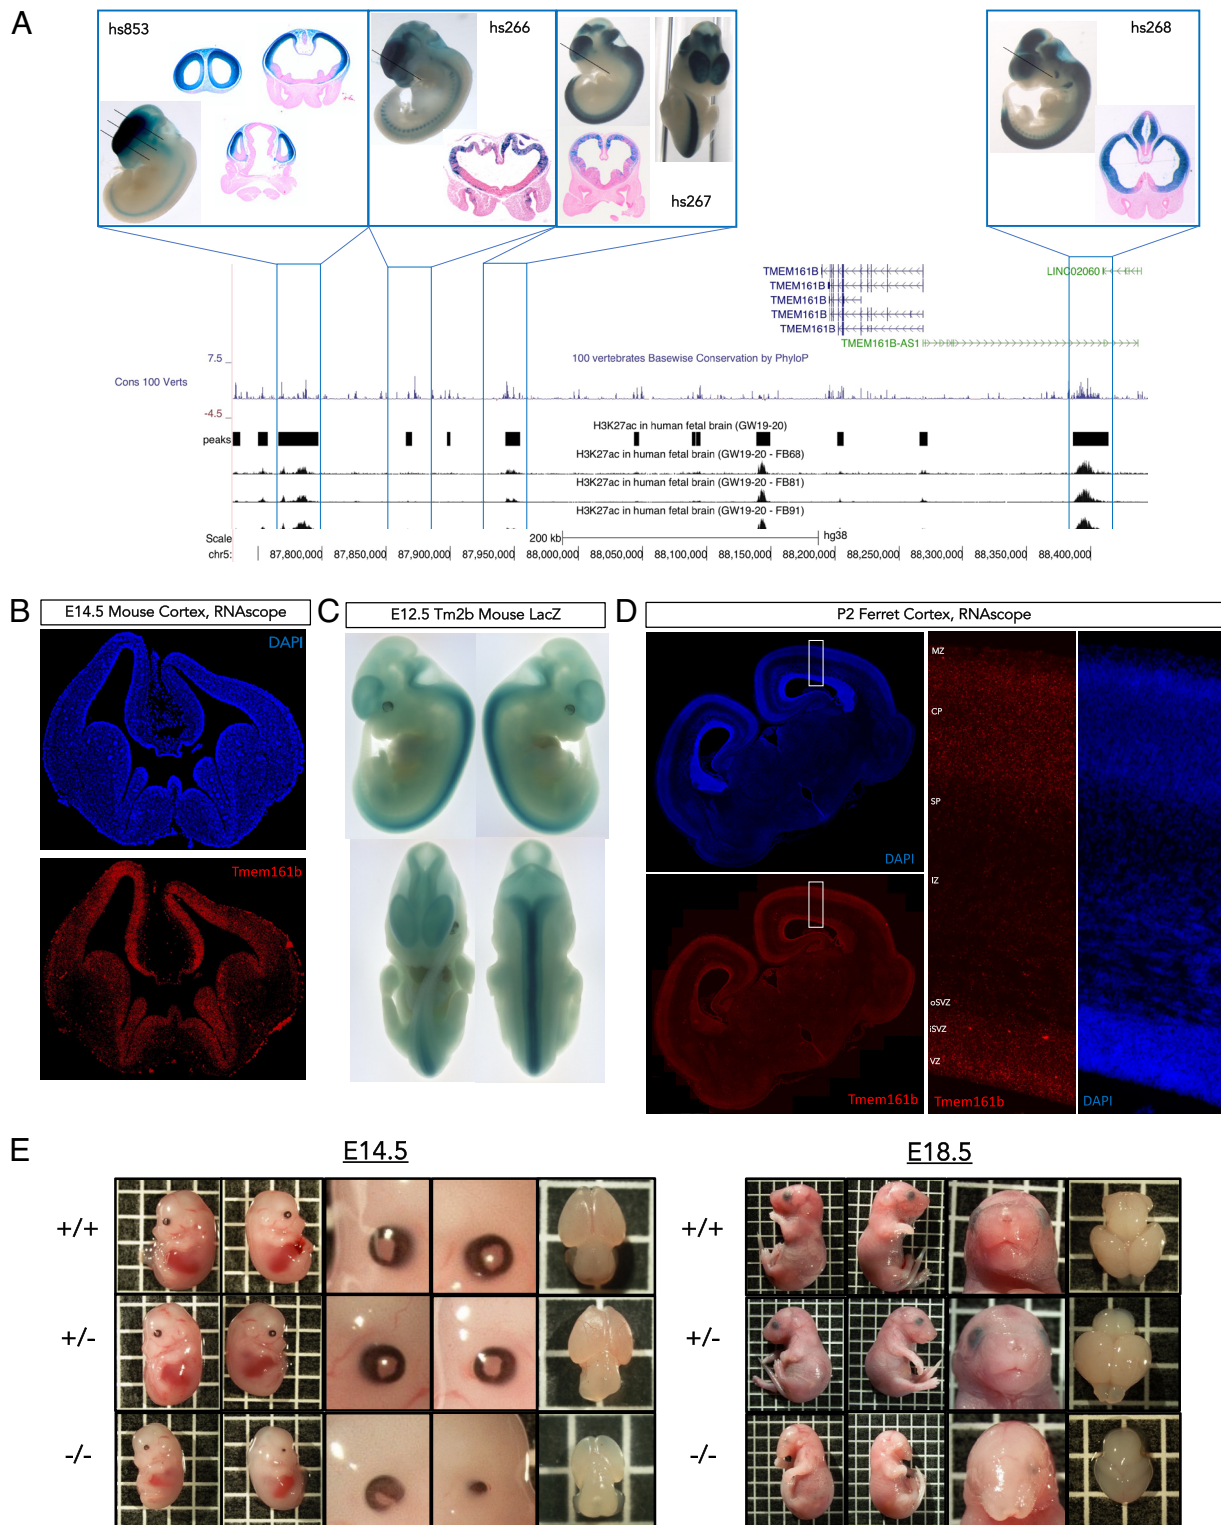 A
hs853
hs266
hs267
hs268
TMEM161B
TMEM161B
TMEM161B
TMEM161B
TMEM161B
LINC02060
TMEM161B-AS1
7.5
100 vertebrates Basewise Conservation by PhyloP
Cons 100 Verts
-4.5
H3K27ac in human fetal brain (GW19-20)
peaks
H3K27ac in human fetal brain (GW19-20 - FB68)
H3K27ac in human fetal brain (GW19-20 - FB81)
H3K27ac in human fetal brain (GW19-20 - FB91)
Scale 200 kb hg38
chr5: 87,800,000 87,850,000 87,900,000 87,950,000 88,000,000 88,050,000 88,100,000 88,150,000 88,200,000 88,250,000 88,300,000 88,350,000 88,400,000
B
E14.5 Mouse Cortex, RNAscope
DAPI
Tmem161b
C
E12.5 Tm2b Mouse LacZ
D
P2 Ferret Cortex, RNAscope
DAPI
Tmem161b
MZ
CP
SP
IZ
oSVZ
iSVZ
VZ
Tmem161b
DAPI
E
E14.5
+/+
+/-
-/-
E18.5
+/+
+/-
-/-